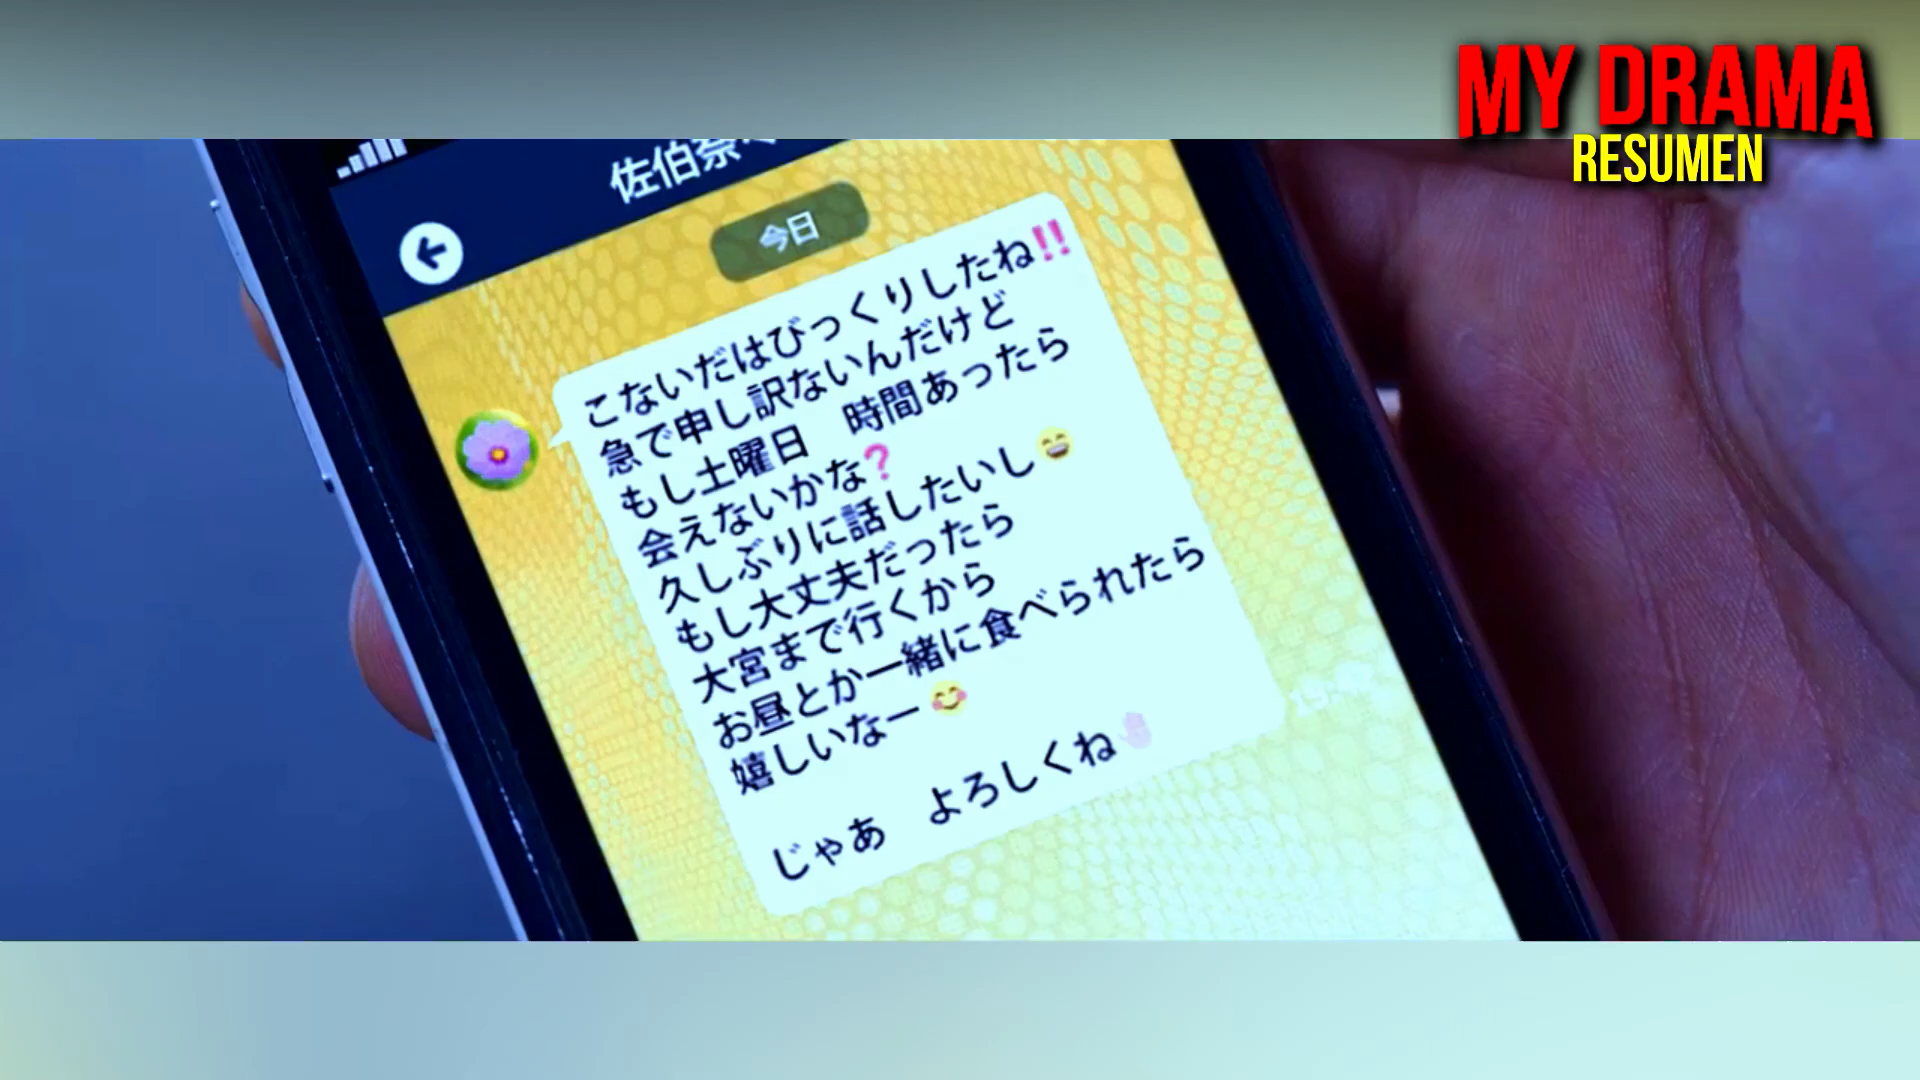 MY DRAMA
RESUMEN
佐伯奈
今日
こないだはびっくりしたね‼️
急で申し訳ないんだけど
もし土曜日　時間あったら
会えないかな❓
久しぶりに話したいし😄
もし大丈夫だったら
大宮まで行くから
お昼とか一緒に食べられたら
嬉しいなー😊
じゃあ　よろしくね🤚